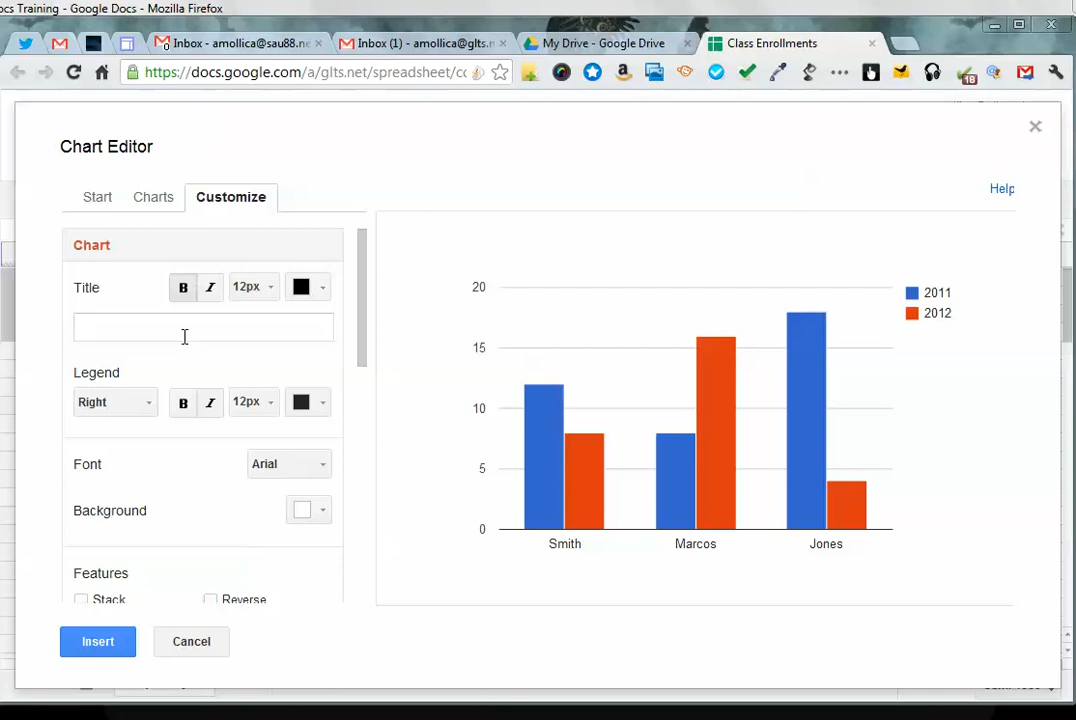 ocs Training - Google Docs - Mozilla Firefox
Inbox - amollica@sau88.ne
Inbox (1) - amollica@glts.n
My Drive - Google Drive
Class Enrollments
https://docs.google.com/a/glts.net/spreadsheet/cc
18
Chart Editor
Start Charts Customize
Help
Chart
Title B I 12px
Legend
Right B I 12px
Font Arial
Background
Features
Stack Reverse
Insert Cancel
20
15
10
5
0
Smith Marcos Jones
2011
2012